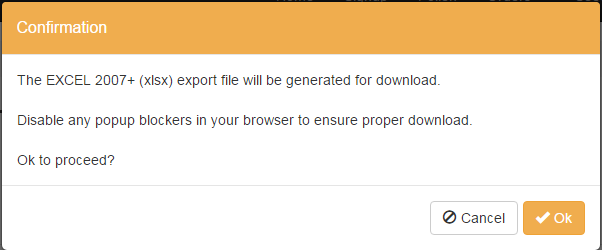 Confirmation
The EXCEL 2007+ (xlsx) export file will be generated for download.
Disable any popup blockers in your browser to ensure proper download.
Ok to proceed?
Cancel
Ok